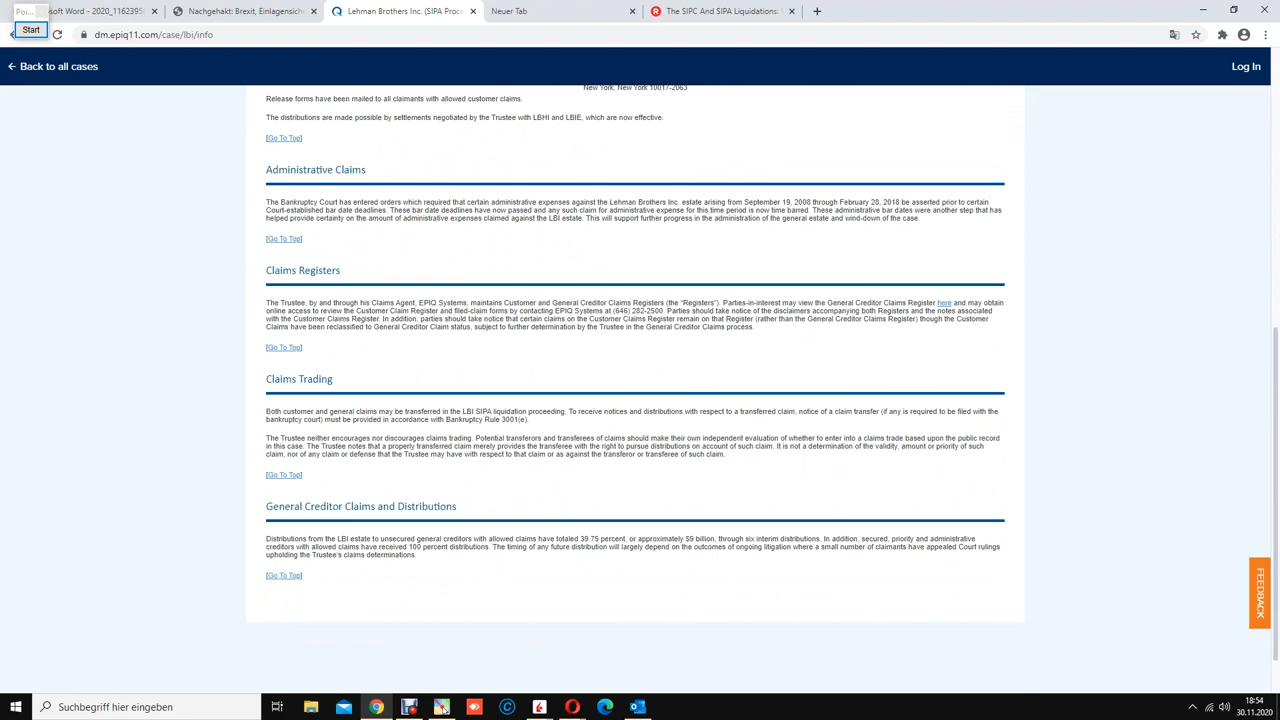 Poi... osoft Word - 2020_1162395(
Nachgehakt: Brexit, Einlagensich
Lehman Brothers Inc. (SIPA Proce
Neuer Tab
The SIPC And SIPA Liquidations:
Start
dm.epiq11.com/case/lbi/info
Back to all cases
Log In
New York, New York 10017-2063
Release forms have been mailed to all claimants with allowed customer claims.
The distributions are made possible by settlements negotiated by the Trustee with LBHI and LBIE, which are now effective.
[Go To Top]
Administrative Claims
The Bankruptcy Court has entered orders which required that certain administrative expenses against the Lehman Brothers Inc. estate arising from September 19, 2008 through February 28, 2018 be asserted prior to certain
Court-established bar date deadlines. These bar date deadlines have now passed and any such claim for administrative expense for this time period is now time barred. These administrative bar dates were another step that has
helped provide certainty on the amount of administrative expenses claimed against the LBI estate. This will support further progress in the administration of the general estate and wind-down of the case.
[Go To Top]
Claims Registers
The Trustee, by and through his Claims Agent, EPIQ Systems, maintains Customer and General Creditor Claims Registers (the "Registers"). Parties-in-interest may view the General Creditor Claims Register here and may obtain
online access to review the Customer Claim Register and filed-claim forms by contacting EPIQ Systems at (646) 282-2500. Parties should take notice of the disclaimers accompanying both Registers and the notes associated
with the Customer Claims Register. In addition, parties should take notice that certain claims on the Customer Claims Register remain on that Register (rather than the General Creditor Claims Register) though the Customer
Claims have been reclassified to General Creditor Claim status, subject to further determination by the Trustee in the General Creditor Claims process.
[Go To Top]
Claims Trading
Both customer and general claims may be transferred in the LBI SIPA liquidation proceeding. To receive notices and distributions with respect to a transferred claim, notice of a claim transfer (if any is required to be filed with the
bankruptcy court) must be provided in accordance with Bankruptcy Rule 3001(e).
The Trustee neither encourages nor discourages claims trading. Potential transferors and transferees of claims should make their own independent evaluation of whether to enter into a claims trade based upon the public record
in this case. The Trustee notes that a properly transferred claim merely provides the transferee with the right to pursue distributions on account of such claim. It is not a determination of the validity, amount or priority of such
claim, nor of any claim or defense that the Trustee may have with respect to that claim or as against the transferor or transferee of such claim.
[Go To Top]
General Creditor Claims and Distributions
Distributions from the LBI estate to unsecured general creditors with allowed claims have totaled 39.75 percent, or approximately $9 billion, through six interim distributions. In addition, secured, priority and administrative
creditors with allowed claims have received 100 percent distributions. The timing of any future distribution will largely depend on the outcomes of ongoing litigation where a small number of claimants have appealed Court rulings
upholding the Trustee's claims determinations.
[Go To Top]
FEEDBACK
Suchbegriff hier eingeben
18:54
30.11.2020